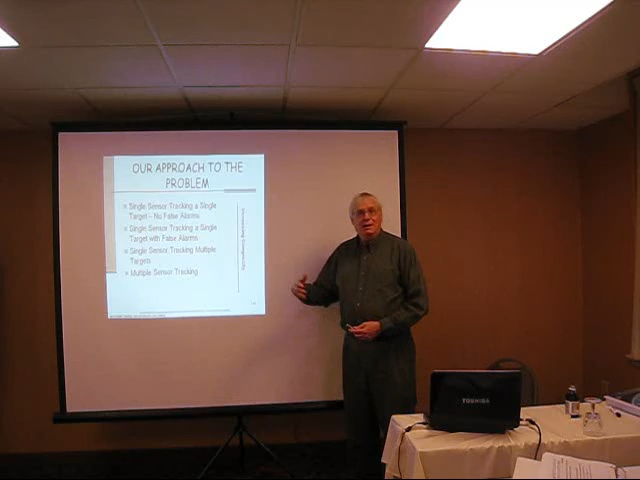 OUR APPROACH TO THE
PROBLEM
Single Sensor Tracking a Single
Target - No False Alarms
Single Sensor Tracking a Single
Target with False Alarms
Single Sensor Tracking Multiple
Targets
Multiple Sensor Tracking
TOSHIBA